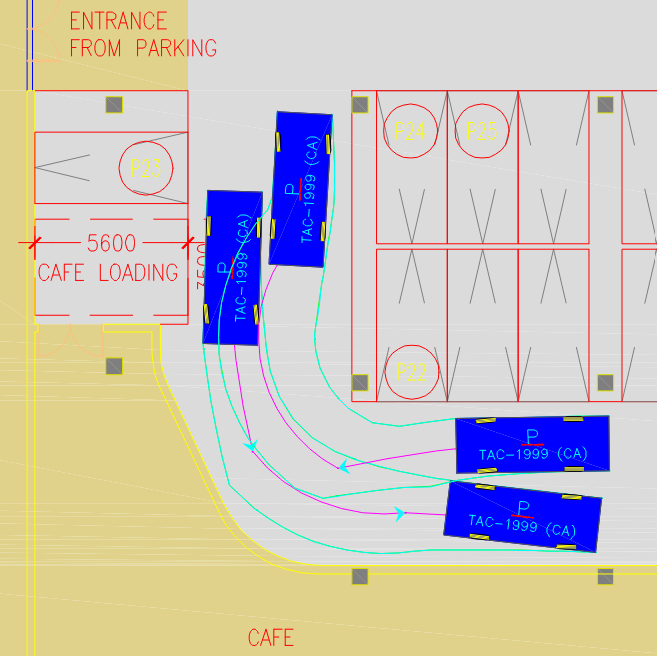 ENTRANCE
FROM PARKING
P24
P25
P23
P
TAC-1999 (CA)
P
TAC-1999 (CA)
5600
CAFE LOADING
3500
P22
P
TAC-1999 (CA)
P
TAC-1999 (CA)
CAFE